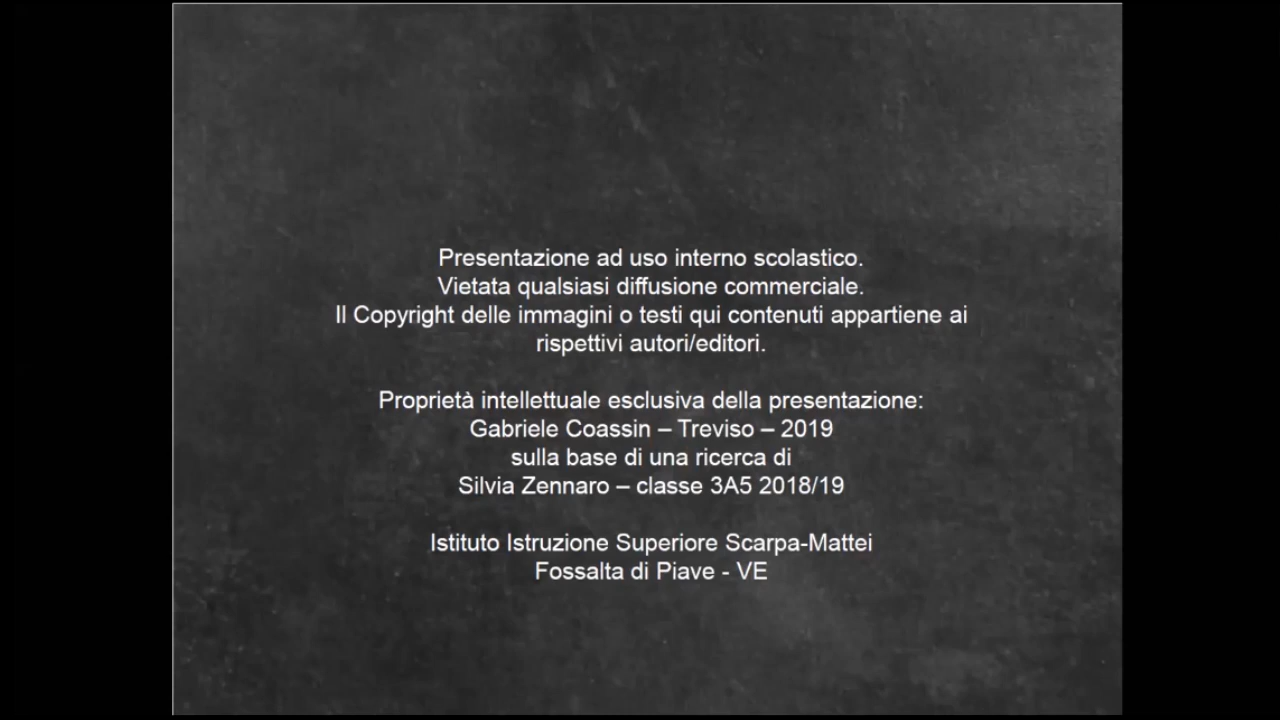 Presentazione ad uso interno scolastico.
Vietata qualsiasi diffusione commerciale.
Il Copyright delle immagini o testi qui contenuti appartiene ai
rispettivi autori/editori.
Proprietà intellettuale esclusiva della presentazione:
Gabriele Coassin – Treviso – 2019
sulla base di una ricerca di
Silvia Zennaro – classe 3A5 2018/19
Istituto Istruzione Superiore Scarpa-Mattei
Fossalta di Piave - VE